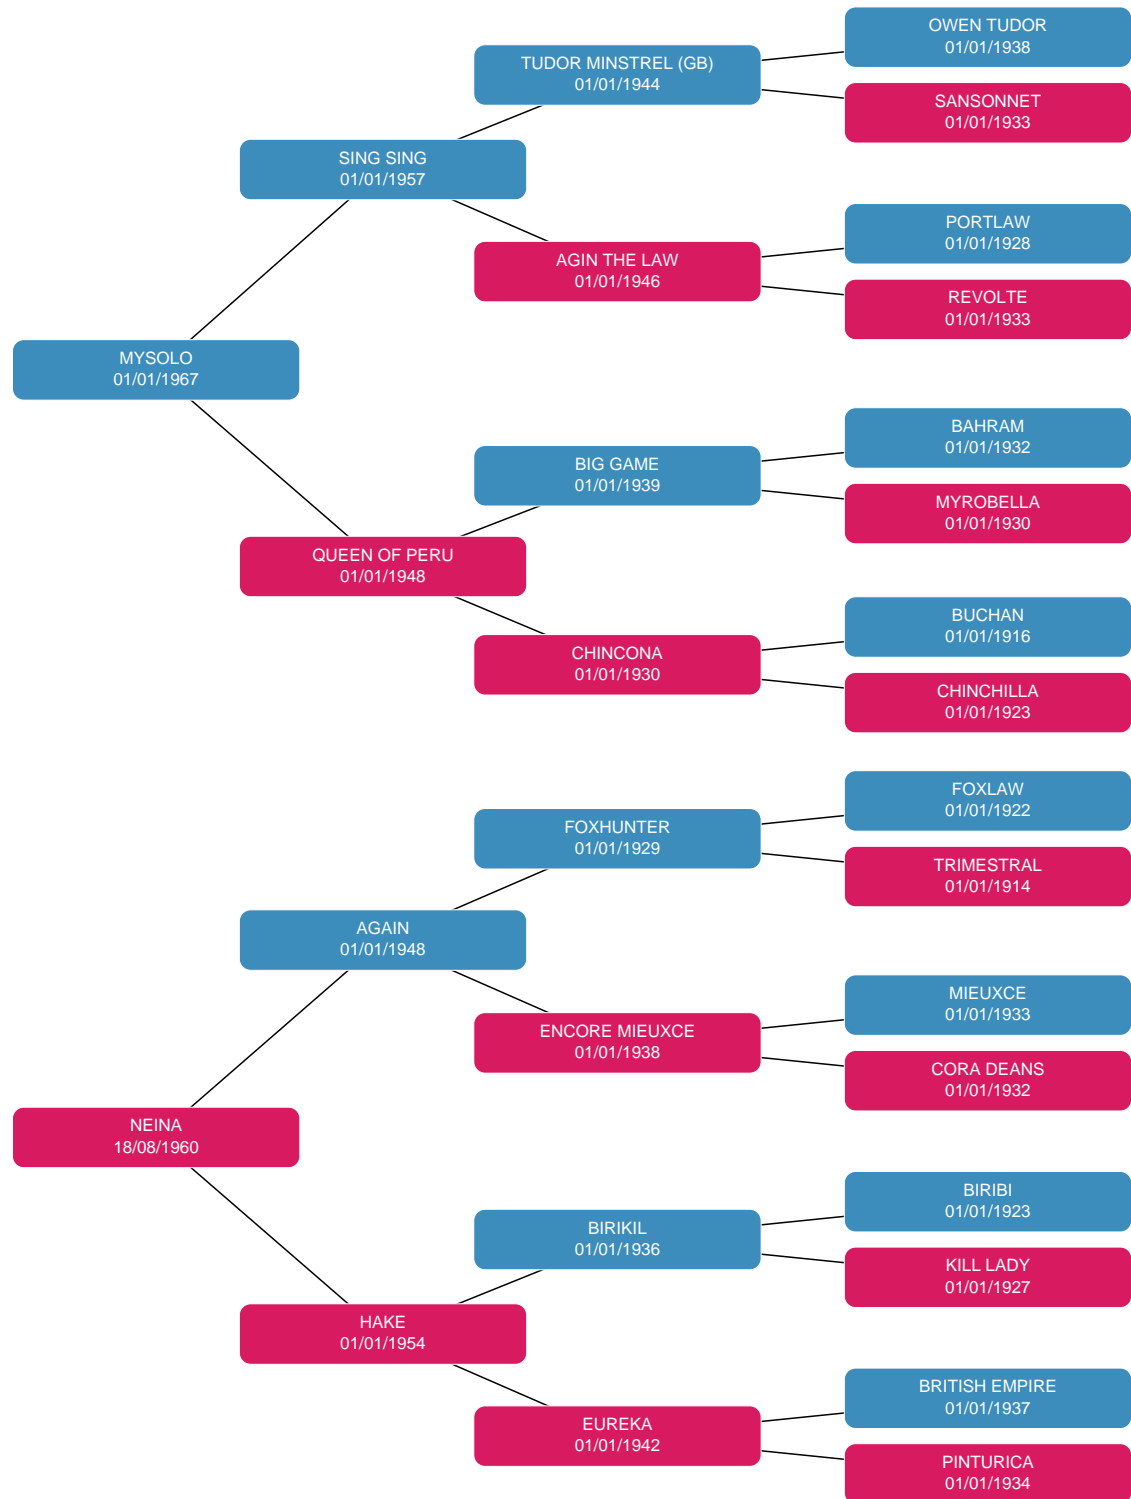 OWEN TUDOR
01/01/1938
TUDOR MINSTREL (GB)
01/01/1944
SANSONNET
01/01/1933
SING SING
01/01/1957
PORTLAW
01/01/1928
AGIN THE LAW
01/01/1946
REVOLTE
01/01/1933
MYSOLO
01/01/1967
BAHRAM
01/01/1932
BIG GAME
01/01/1939
MYROBELLA
01/01/1930
QUEEN OF PERU
01/01/1948
BUCHAN
01/01/1916
CHINCONA
01/01/1930
CHINCHILLA
01/01/1923
FOXLAW
01/01/1922
FOXHUNTER
01/01/1929
TRIMESTRAL
01/01/1914
AGAIN
01/01/1948
MIEUXCE
01/01/1933
ENCORE MIEUXCE
01/01/1938
CORA DEANS
01/01/1932
NEINA
18/08/1960
BIRIBI
01/01/1923
BIRIKIL
01/01/1936
KILL LADY
01/01/1927
HAKE
01/01/1954
BRITISH EMPIRE
01/01/1937
EUREKA
01/01/1942
PINTURICA
01/01/1934